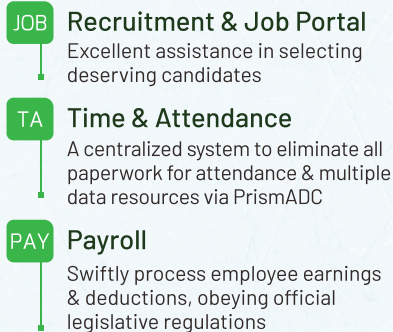 JOB
Recruitment & Job Portal
Excellent assistance in selecting
deserving candidates
TA
Time & Attendance
A centralized system to eliminate all
paperwork for attendance & multiple
data resources via PrismADC
PAY
Payroll
Swiftly process employee earnings
& deductions, obeying official
legislative regulations